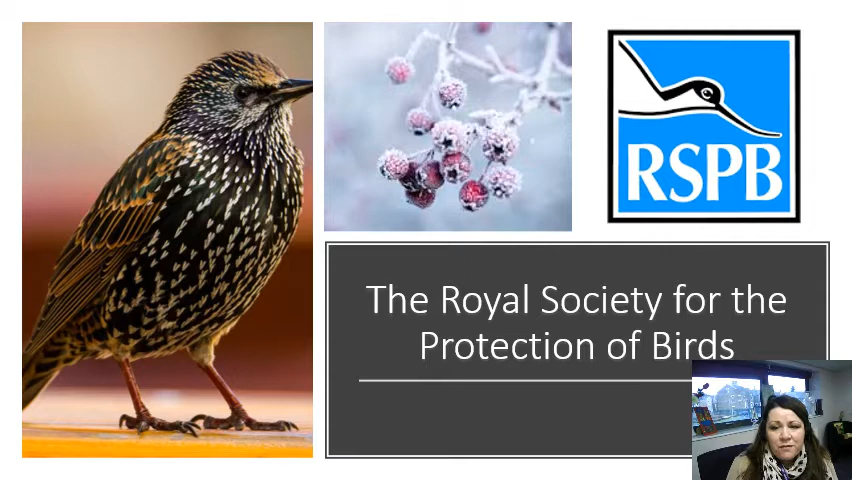 RSPB
The Royal Society for the
Protection of Birds